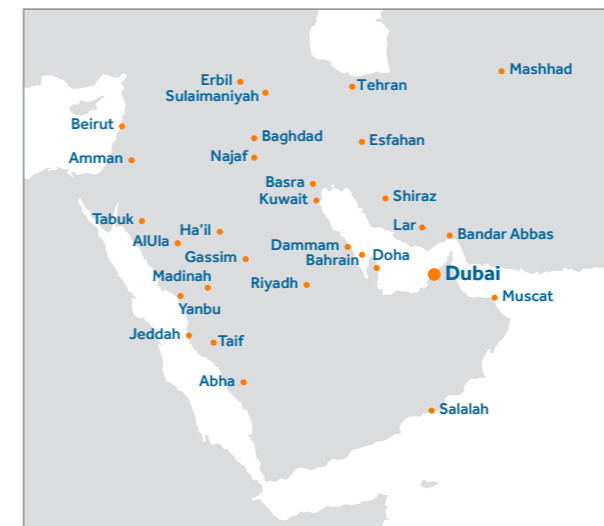 Mashhad
Erbil
Tehran
Sulaimaniyah
Beirut
Baghdad
Esfahan
Amman
Najaf
Basra
Kuwait
Shiraz
Tabuk
Ha’il
Lar
Bandar Abbas
AlUla
Dammam
Gassim
Bahrain
Doha
Dubai
Madinah
Riyadh
Muscat
Yanbu
Jeddah
Taif
Abha
Salalah